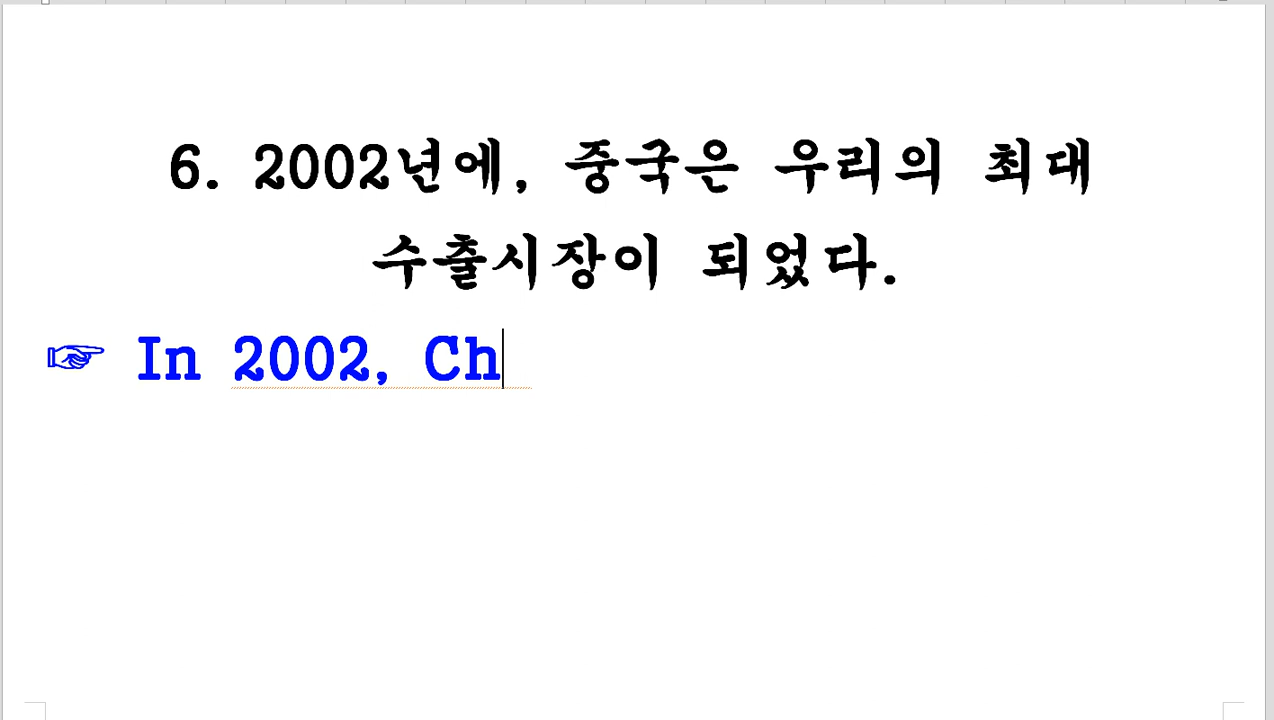 6. 2002년에, 중국은 우리의 최대
수출시장이 되었다.
☞ In 2002, Ch